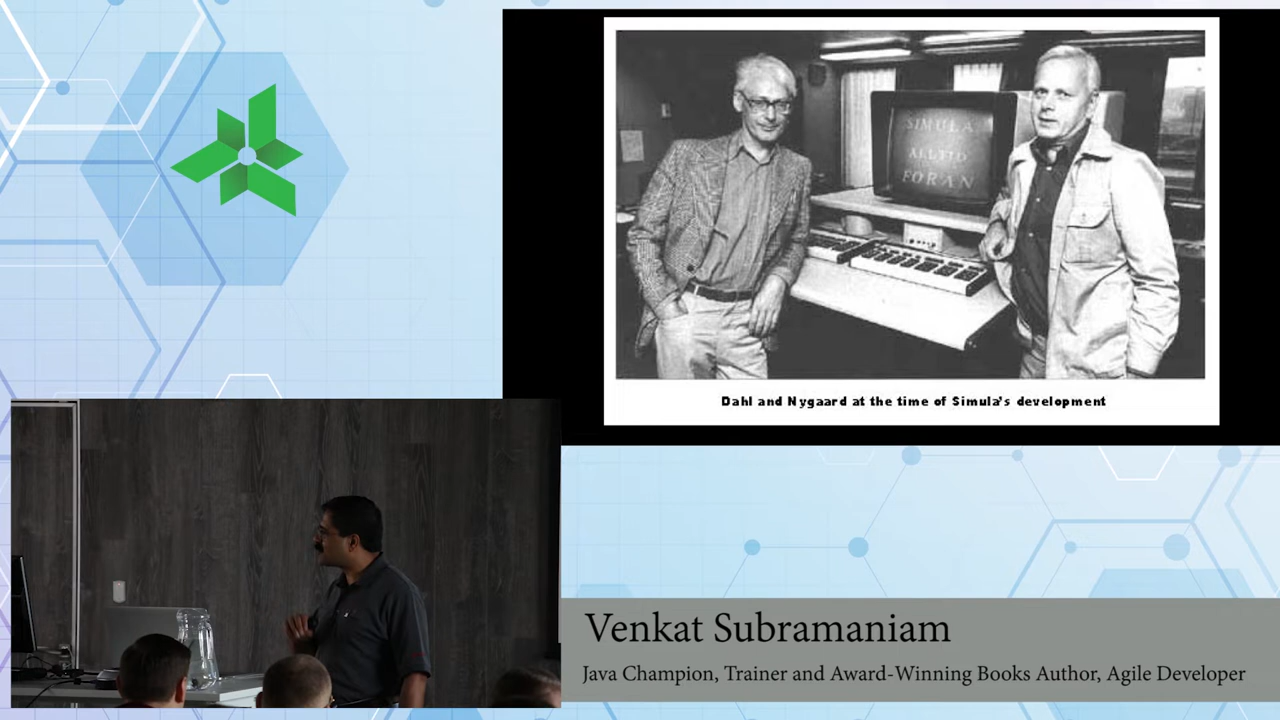 SIMULA
ALLTID
FORAN
Dahl and Nygaard at the time of Simula's development
Venkat Subramaniam
Java Champion, Trainer and Award-Winning Books Author, Agile Developer